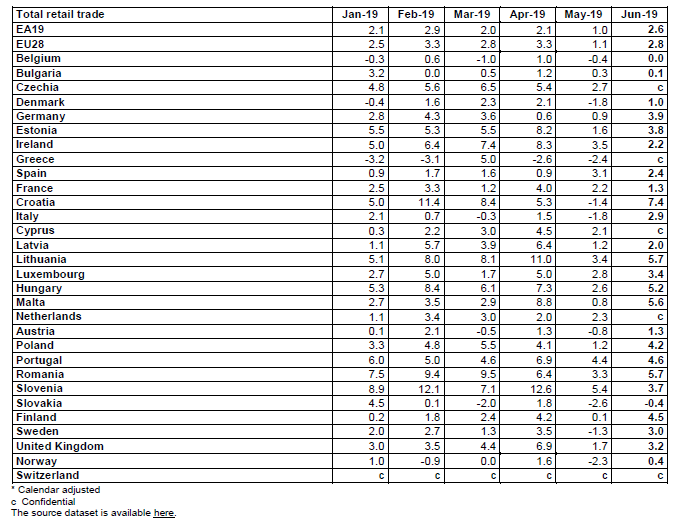 Total retail trade Jan-19 Feb-19 Mar-19 Apr-19 May-19 Jun-19
EA19 2.1 2.9 2.0 2.1 1.0 2.6
EU28 2.5 3.3 2.8 3.3 1.1 2.8
Belgium -0.3 0.6 -1.0 1.0 -0.4 0.0
Bulgaria 3.2 0.0 0.5 1.2 0.3 0.1
Czechia 4.8 5.6 6.5 5.4 2.7 c
Denmark -0.4 1.6 2.3 2.1 -1.8 1.0
Germany 2.8 4.3 3.6 0.6 0.9 3.9
Estonia 5.5 5.3 5.5 8.2 1.6 3.8
Ireland 5.0 6.4 7.4 8.3 3.5 2.2
Greece -3.2 -3.1 5.0 -2.6 -2.4 c
Spain 0.9 1.7 1.6 0.9 3.1 2.4
France 2.5 3.3 1.2 4.0 2.2 1.3
Croatia 5.0 11.4 8.4 5.3 -1.4 7.4
Italy 2.1 0.7 -0.3 1.5 -1.8 2.9
Cyprus 0.3 2.2 3.0 4.5 2.1 c
Latvia 1.1 5.7 3.9 6.4 1.2 2.0
Lithuania 5.1 8.0 8.1 11.0 3.4 5.7
Luxembourg 2.7 5.0 1.7 5.0 2.8 3.4
Hungary 5.3 8.4 6.1 7.3 2.6 5.2
Malta 2.7 3.5 2.9 8.8 0.8 5.6
Netherlands 1.1 3.4 3.0 2.0 2.3 c
Austria 0.1 2.1 -0.5 1.3 -0.8 1.3
Poland 3.3 4.8 5.5 4.1 1.2 4.2
Portugal 6.0 5.0 4.6 6.9 4.4 4.6
Romania 7.5 9.4 9.5 6.4 3.3 5.7
Slovenia 8.9 12.1 7.1 12.6 5.4 3.7
Slovakia 4.5 0.1 -2.0 1.8 -2.6 -0.4
Finland 0.2 1.8 2.4 4.2 0.1 4.5
Sweden 2.0 2.7 1.3 3.5 -1.3 3.0
United Kingdom 3.0 3.5 4.4 6.9 1.7 3.2
Norway 1.0 -0.9 0.0 1.6 -2.3 0.4
Switzerland c c c c c c
* Calendar adjusted
c Confidential
The source dataset is available here.